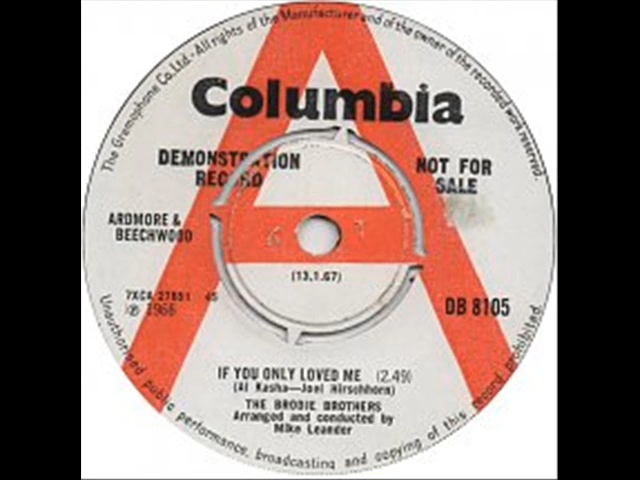 The Gramophone Co. Ltd. - All rights of the Manufacturer and of the owner of the recorded work reserved.
Columbia
DEMONSTRATION
RECORD
NOT FOR
SALE
ARDMORE &
BEECHWOOD
6 7
(13.1.67)
7XCA 27851 45
℗ 1966
DB 8105
IF YOU ONLY LOVED ME (2.49)
(Al Kasha—Joel Hirschhorn)
THE BRODIE BROTHERS
Arranged and conducted by
Mike Leander
Unauthorised public performance, broadcasting and copying of this record